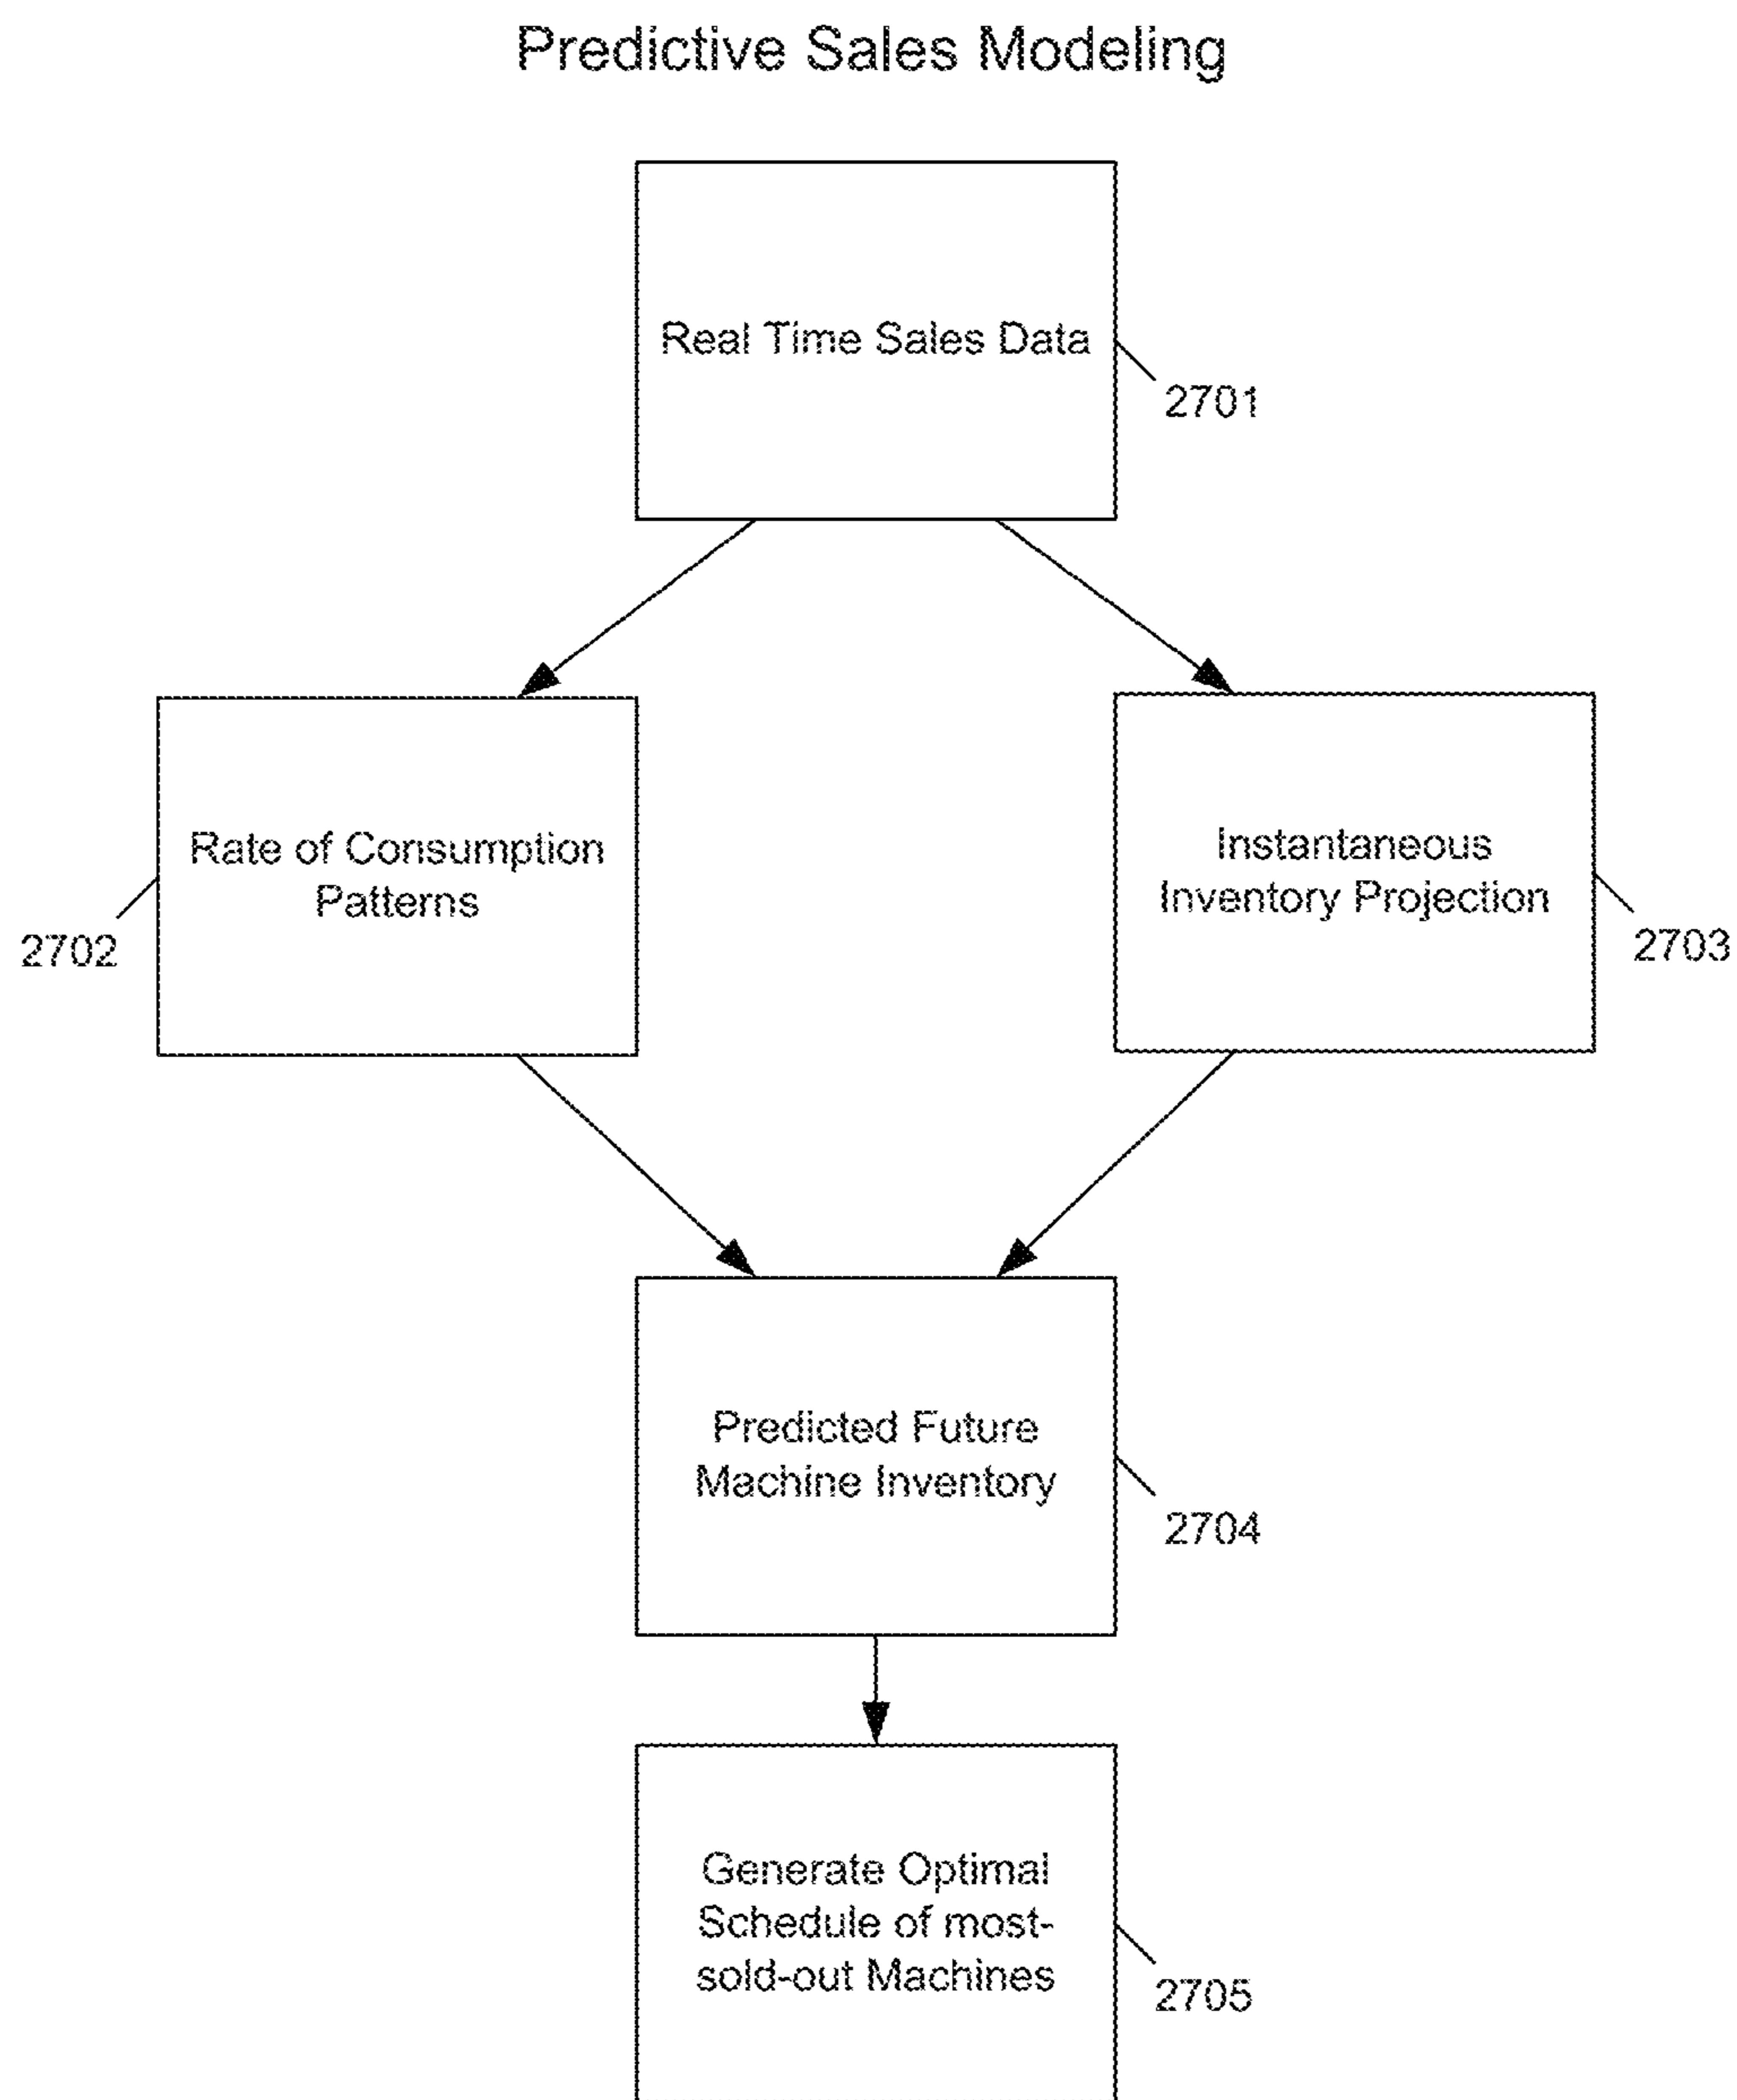 Predictive Sales Modeling
Real Time Sales Data
2701
Rate of Consumption
Patterns
2702
Instantaneous
Inventory Projection
2703
Predicted Future
Machine Inventory
2704
Generate Optimal
Schedule of most-
sold-out Machines
2705